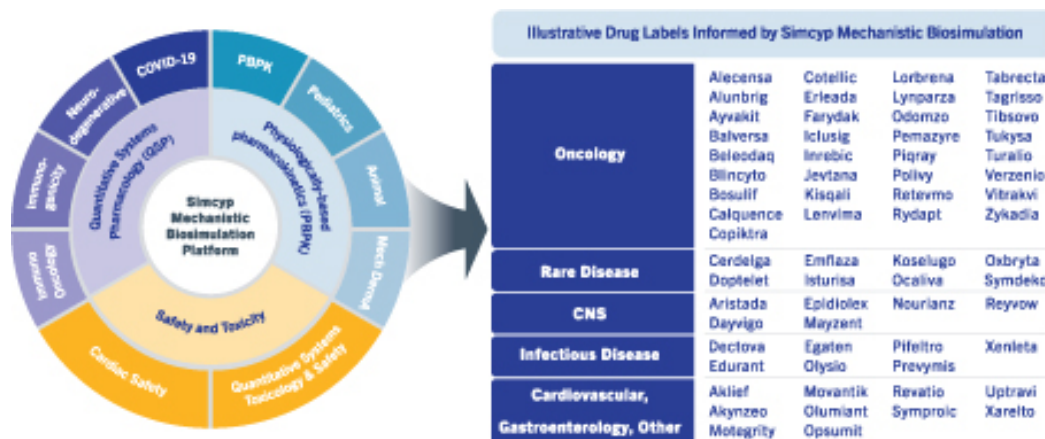 COVID-19
PBPK
Neuro-
degenerative
Pediatrics
Immuno-
ganicity
Animal
Immuno
Oncology
Mech DermA
Quantitative Systems
Pharmacology (QSP)
Physiologically-based
pharmacokinetics (PBPK)
Simcyp
Mechanistic
Biosimulation
Platform
Safety and Toxicity
Cardiac Safety
Quantitative Systems
Toxicology & Safety
Illustrative Drug Labels Informed by Simcyp Mechanistic Biosimulation
Oncology
Alecensa Cotellic Lorbrena Tabrecta
Alunbrig Erleada Lynparza Tagrisso
Ayvakit Farydak Odomzo Tibsovo
Balversa Iclusig Pemazyre Tukysa
Beleodaq Inrebic Piqray Turalio
Blincyto Jevtana Polivy Verzenio
Bosulif Kisqali Retevmo Vitrakvi
Calquence Lenvima Rydapt Zykadia
Copiktra
Rare Disease
Cerdelga Emflaza Koselugo Oxbryta
Doptelet Isturisa Ocaliva Symdeko
CNS
Aristada Epidiolex Nourianz Reyvow
Dayvigo Mayzent
Infectious Disease
Dectova Egaten Pifeltro Xenleta
Edurant Olysio Prevymis
Cardiovascular,
Gastroenterology, Other
Aklief Movantik Revatio Uptravi
Akynzeo Olumiant Symproic Xarelto
Motegrity Opsumit